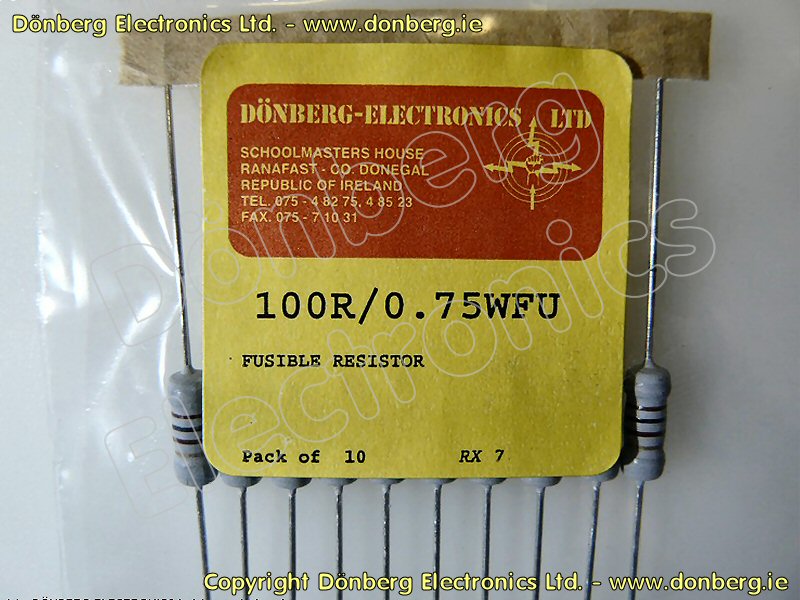 Dönberg Electronics Ltd. - www.donberg.ie
DÖNBERG-ELECTRONICS LTD
SCHOOLMASTERS HOUSE
RANAFAST - CO. DONEGAL
REPUBLIC OF IRELAND
TEL. 075 - 4 82 75, 4 85 23
FAX. 075 - 7 10 31
Dönberg
Electronics
100R/0.75WFU
FUSIBLE RESISTOR
Pack of 10 RX 7
Copyright Dönberg Electronics Ltd. - www.donberg.ie